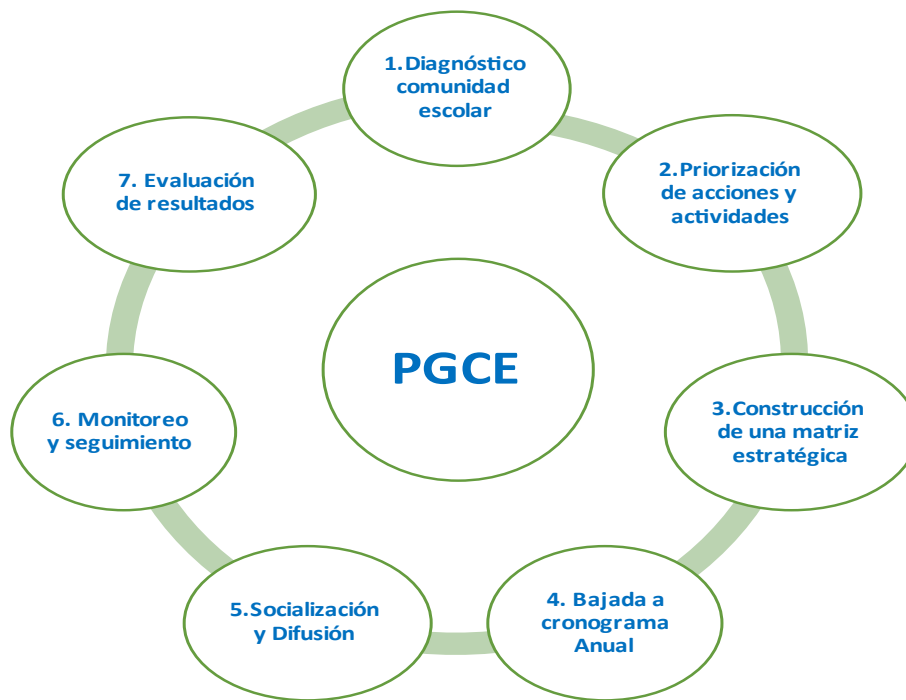 1.Diagnóstico
comunidad
escolar
2.Priorización
de acciones y
actividades
3.Construcción
de una matriz
estratégica
4. Bajada a
cronograma
Anual
5.Socialización
y Difusión
6. Monitoreo
y seguimiento
7. Evaluación
de resultados
PGCE